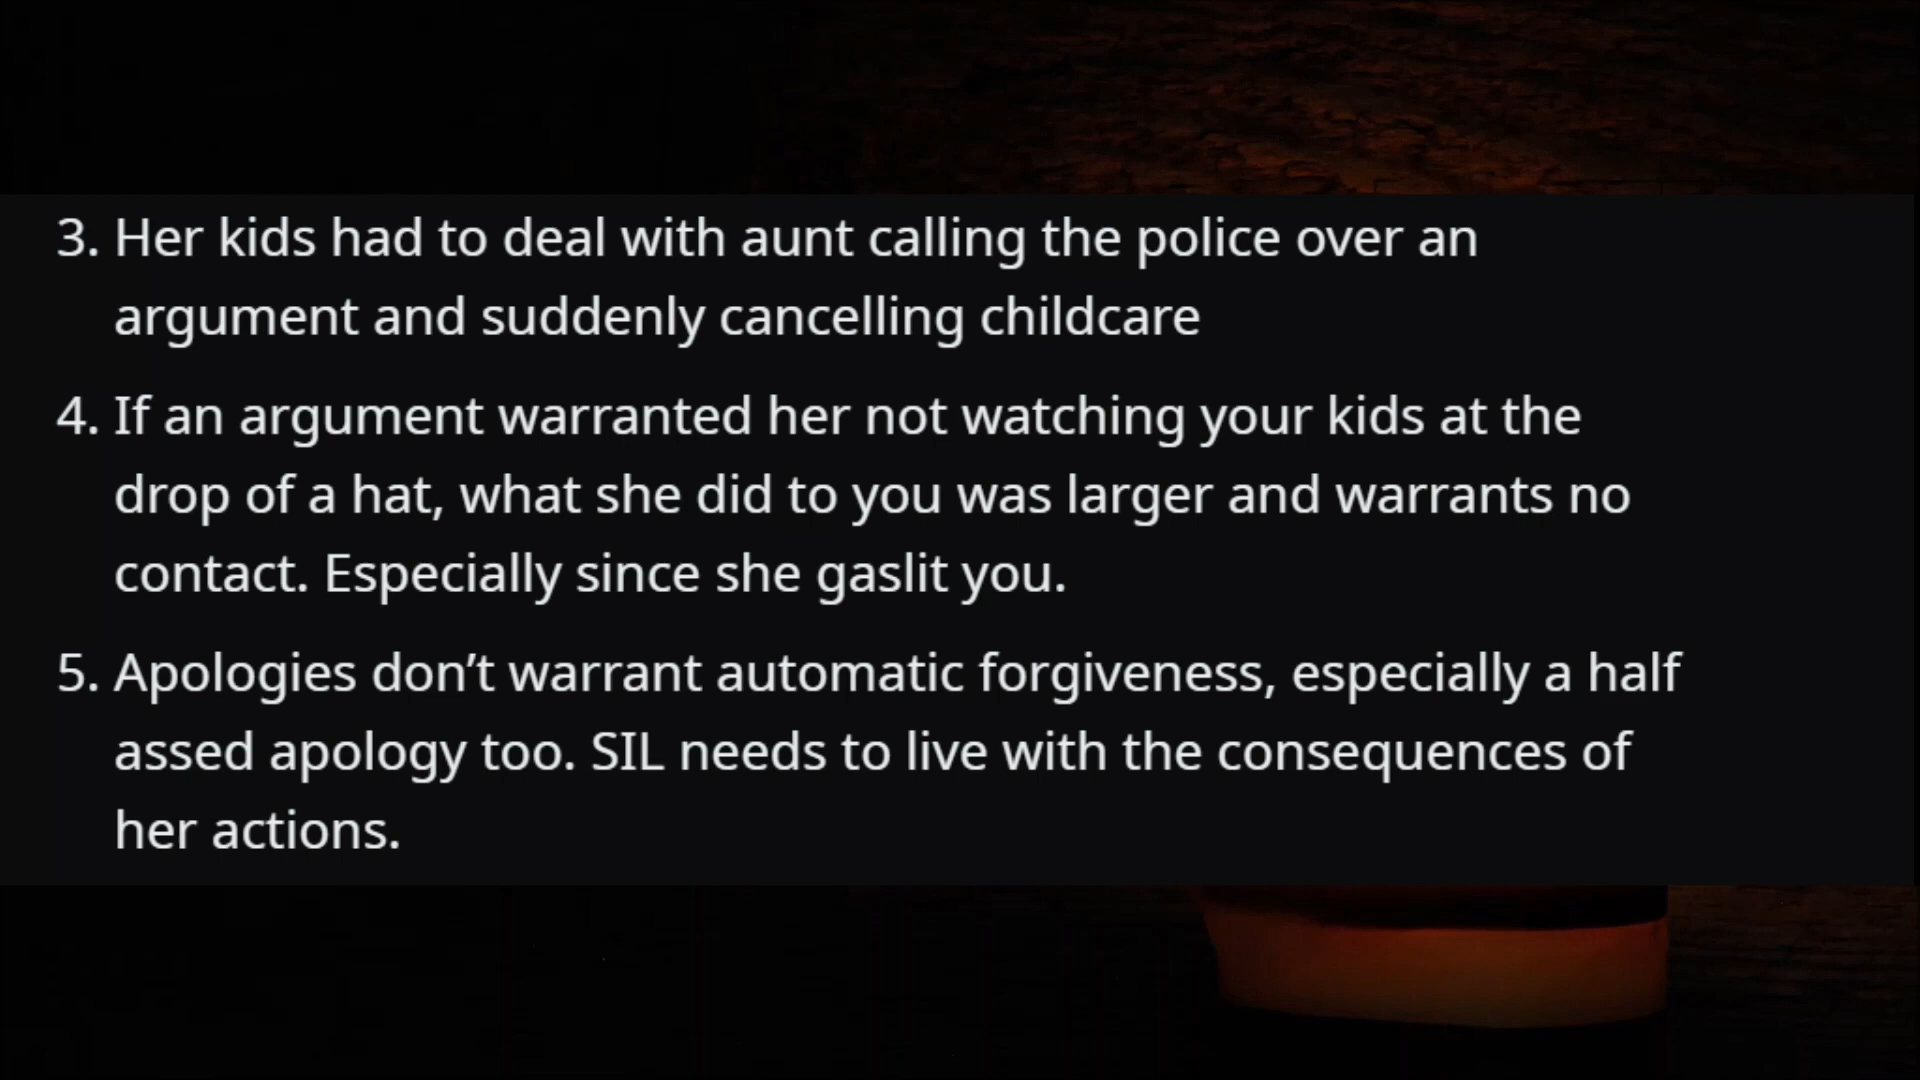 3. Her kids had to deal with aunt calling the police over an
argument and suddenly cancelling childcare
4. If an argument warranted her not watching your kids at the
drop of a hat, what she did to you was larger and warrants no
contact. Especially since she gaslit you.
5. Apologies don’t warrant automatic forgiveness, especially a half
assed apology too. SIL needs to live with the consequences of
her actions.